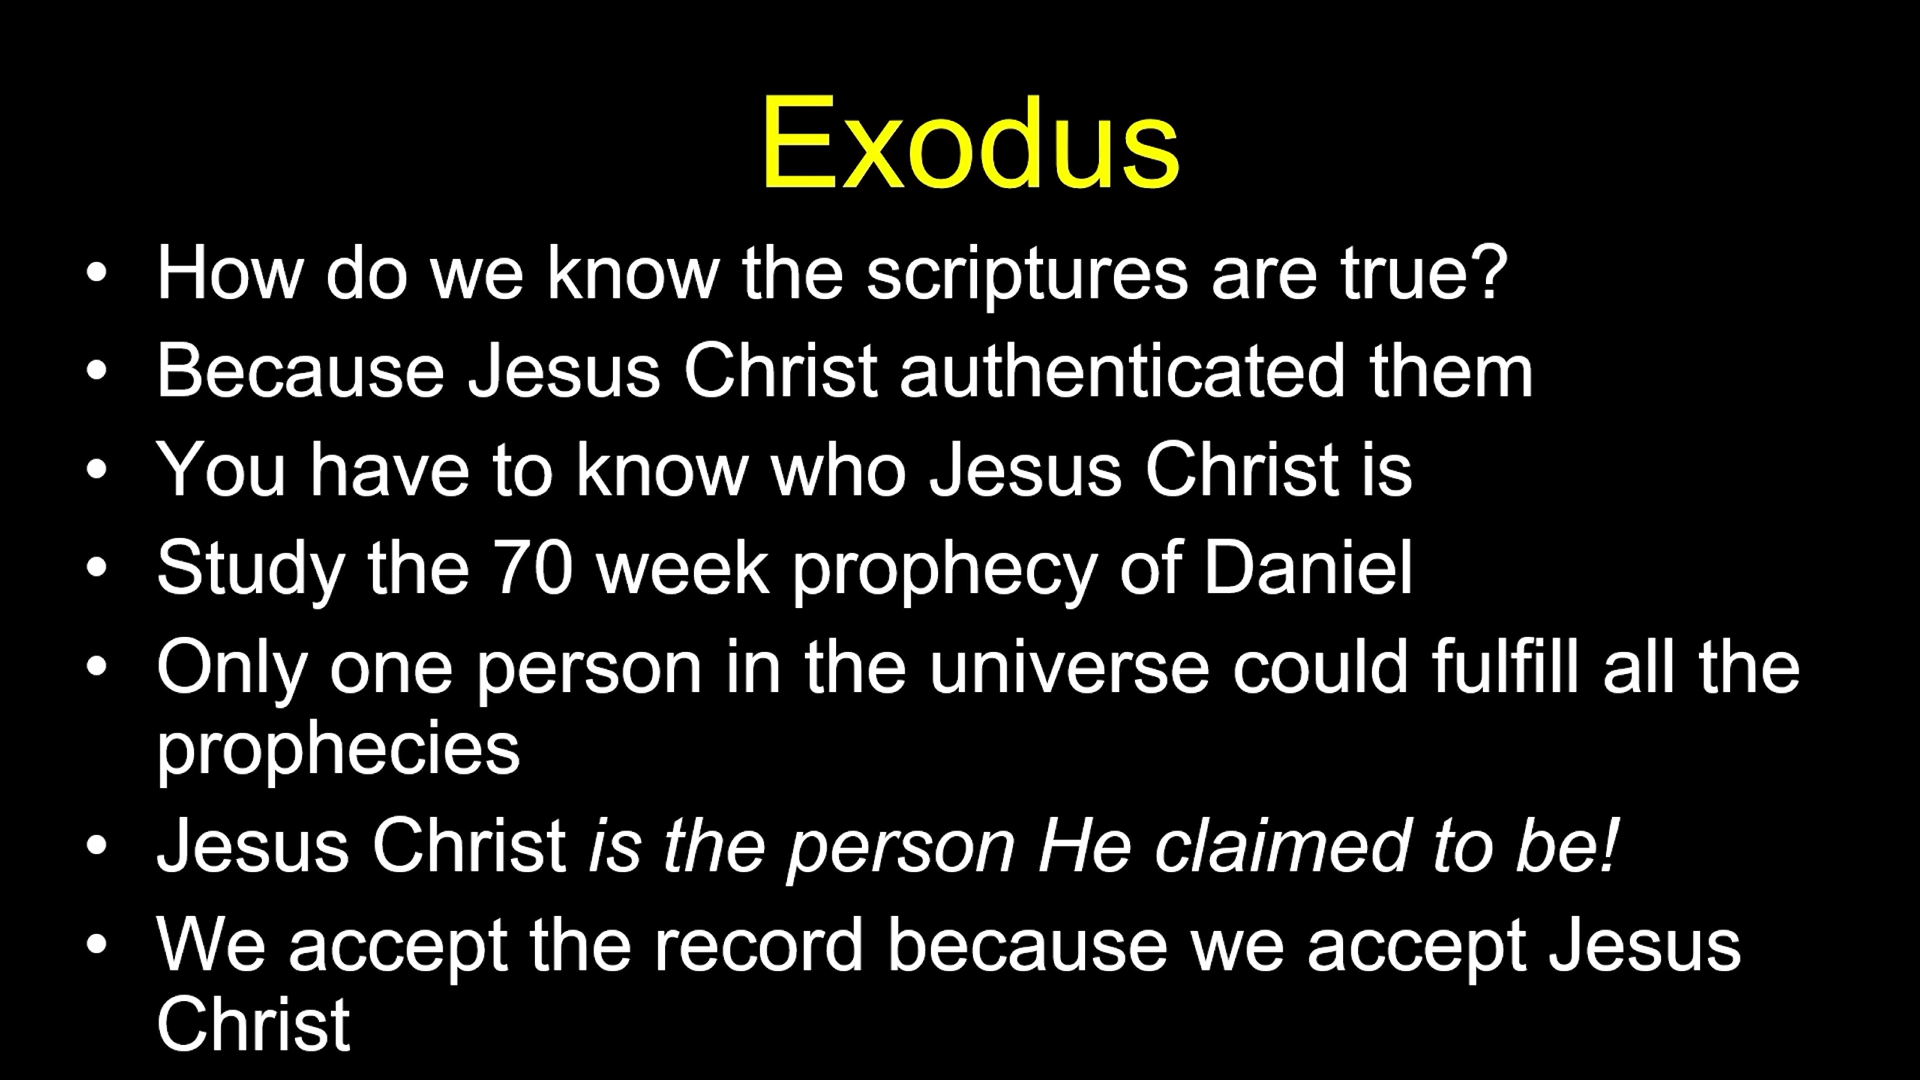 Exodus
• How do we know the scriptures are true?
• Because Jesus Christ authenticated them
• You have to know who Jesus Christ is
• Study the 70 week prophecy of Daniel
• Only one person in the universe could fulfill all the
prophecies
• Jesus Christ is the person He claimed to be!
• We accept the record because we accept Jesus
Christ